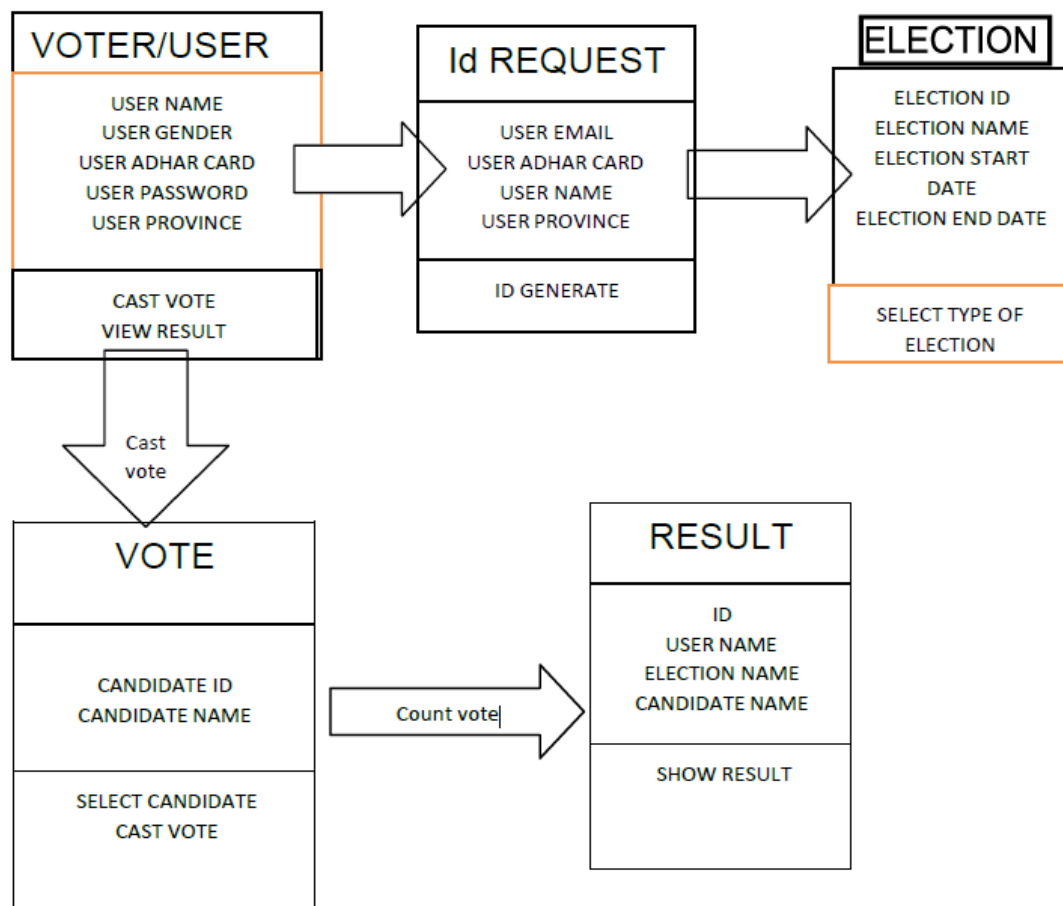 VOTER/USER
USER NAME
USER GENDER
USER ADHAR CARD
USER PASSWORD
USER PROVINCE
CAST VOTE
VIEW RESULT
Id REQUEST
USER EMAIL
USER ADHAR CARD
USER NAME
USER PROVINCE
ID GENERATE
ELECTION
ELECTION ID
ELECTION NAME
ELECTION START
DATE
ELECTION END DATE
SELECT TYPE OF
ELECTION
Cast
vote
VOTE
CANDIDATE ID
CANDIDATE NAME
SELECT CANDIDATE
CAST VOTE
Count vote
RESULT
ID
USER NAME
ELECTION NAME
CANDIDATE NAME
SHOW RESULT